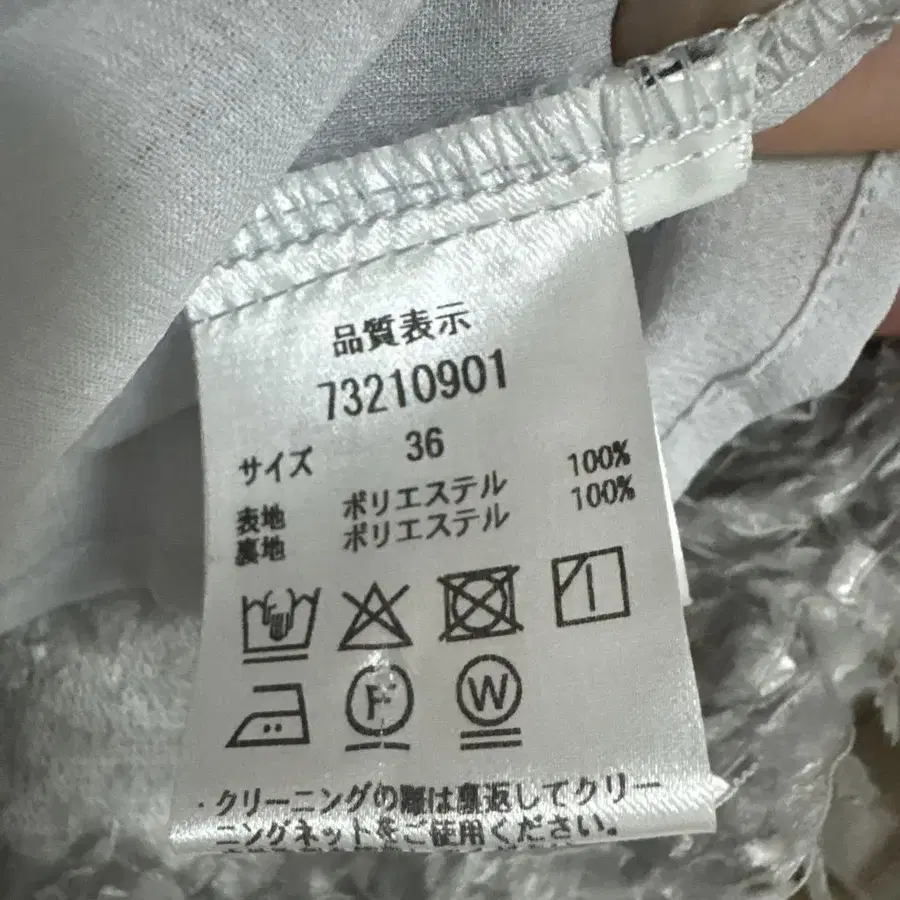 品質表示
73210901
サイズ 36
表地 ポリエステル 100%
裏地 ポリエステル 100%
P
W
・クリーニングの際は裏返してクリー
ニングネットをご使用ください。